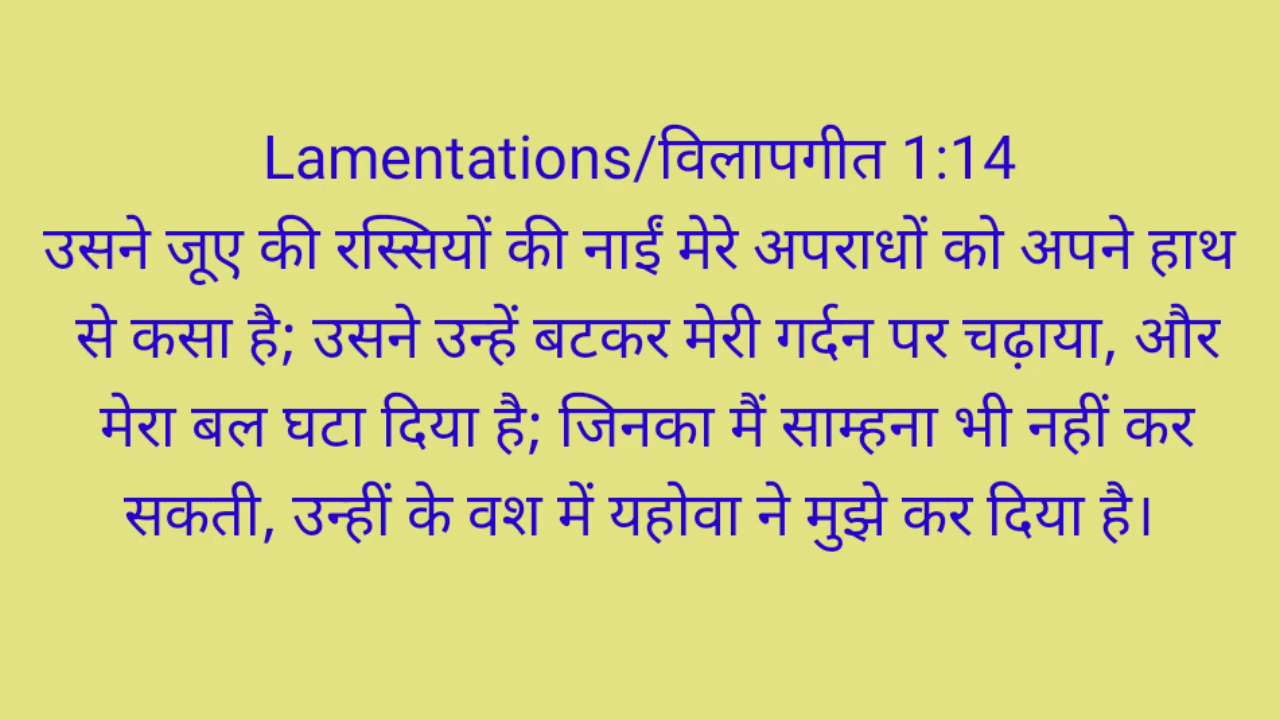 Lamentations/विलापगीत 1:14
उसने जूए की रस्सियों की नाईं मेरे अपराधों को अपने हाथ
से कसा है; उसने उन्हें बटकर मेरी गर्दन पर चढ़ाया, और
मेरा बल घटा दिया है; जिनका मैं साम्हना भी नहीं कर
सकती, उन्हीं के वश में यहोवा ने मुझे कर दिया है।